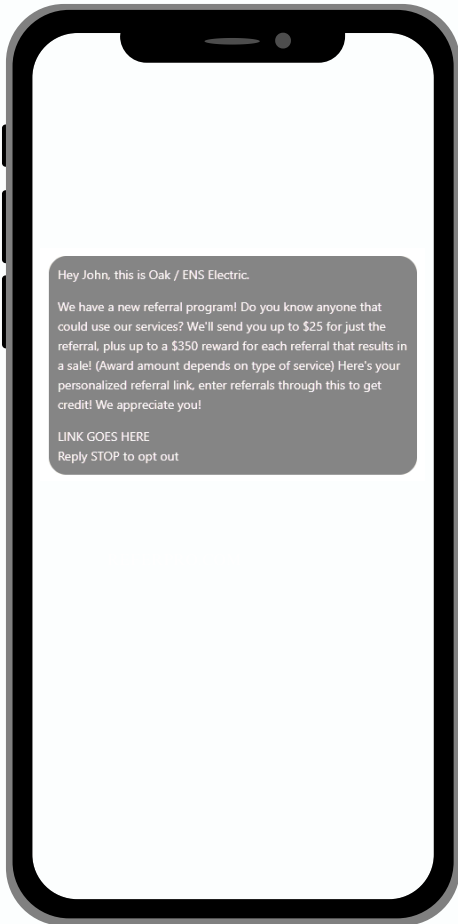 Hey John, this is Oak / ENS Electric.
We have a new referral program! Do you know anyone that
could use our services? We'll send you up to $25 for just the
referral, plus up to a $350 reward for each referral that results in
a sale! (Award amount depends on type of service) Here's your
personalized referral link, enter referrals through this to get
credit! We appreciate you!
LINK GOES HERE
Reply STOP to opt out